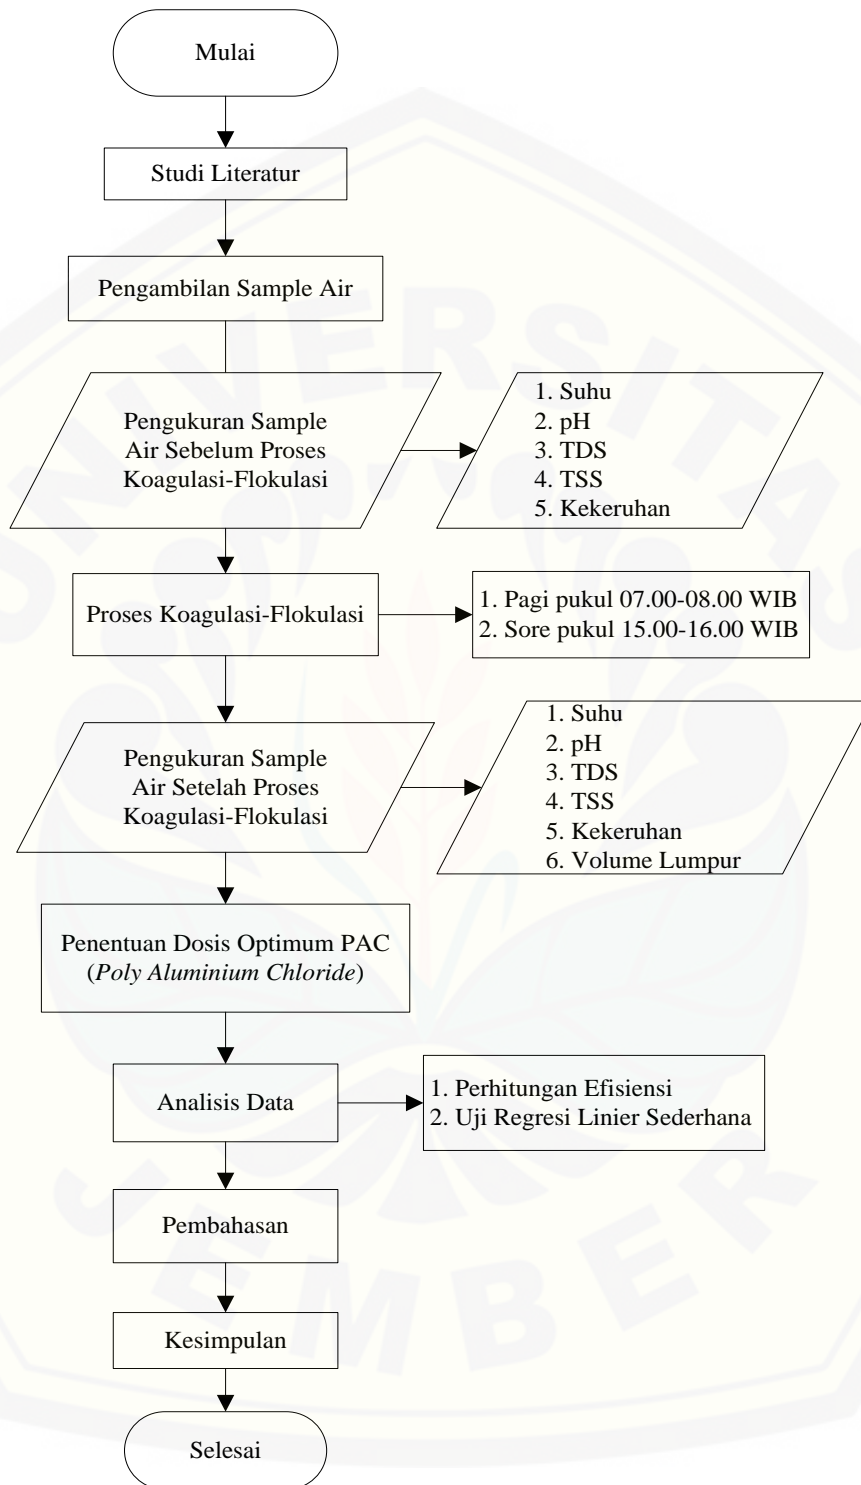 Mulai
Studi Literatur
Pengambilan Sample Air
Pengukuran Sample
Air Sebelum Proses
Koagulasi-Flokulasi
1. Suhu
2. pH
3. TDS
4. TSS
5. Kekeruhan
Proses Koagulasi-Flokulasi
1. Pagi pukul 07.00-08.00 WIB
2. Sore pukul 15.00-16.00 WIB
Pengukuran Sample
Air Setelah Proses
Koagulasi-Flokulasi
1. Suhu
2. pH
3. TDS
4. TSS
5. Kekeruhan
6. Volume Lumpur
Penentuan Dosis Optimum PAC
(Poly Aluminium Chloride)
Analisis Data
1. Perhitungan Efisiensi
2. Uji Regresi Linier Sederhana
Pembahasan
Kesimpulan
Selesai
UNIVERSITAS
JEMBER